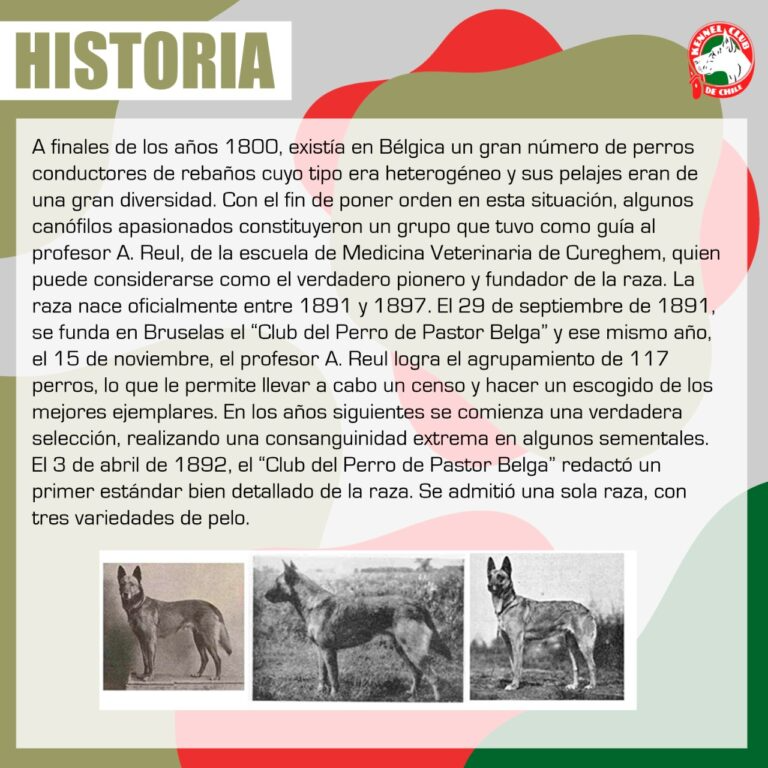 HISTORIA
KENNEL CLUB
DE CHILE
A finales de los años 1800, existía en Bélgica un gran número de perros
conductores de rebaños cuyo tipo era heterogéneo y sus pelajes eran de
una gran diversidad. Con el fin de poner orden en esta situación, algunos
canófilos apasionados constituyeron un grupo que tuvo como guía al
profesor A. Reul, de la escuela de Medicina Veterinaria de Cureghem, quien
puede considerarse como el verdadero pionero y fundador de la raza. La
raza nace oficialmente entre 1891 y 1897. El 29 de septiembre de 1891,
se funda en Bruselas el “Club del Perro de Pastor Belga” y ese mismo año,
el 15 de noviembre, el profesor A. Reul logra el agrupamiento de 117
perros, lo que le permite llevar a cabo un censo y hacer un escogido de los
mejores ejemplares. En los años siguientes se comienza una verdadera
selección, realizando una consanguinidad extrema en algunos sementales.
El 3 de abril de 1892, el “Club del Perro de Pastor Belga” redactó un
primer estándar bien detallado de la raza. Se admitió una sola raza, con
tres variedades de pelo.